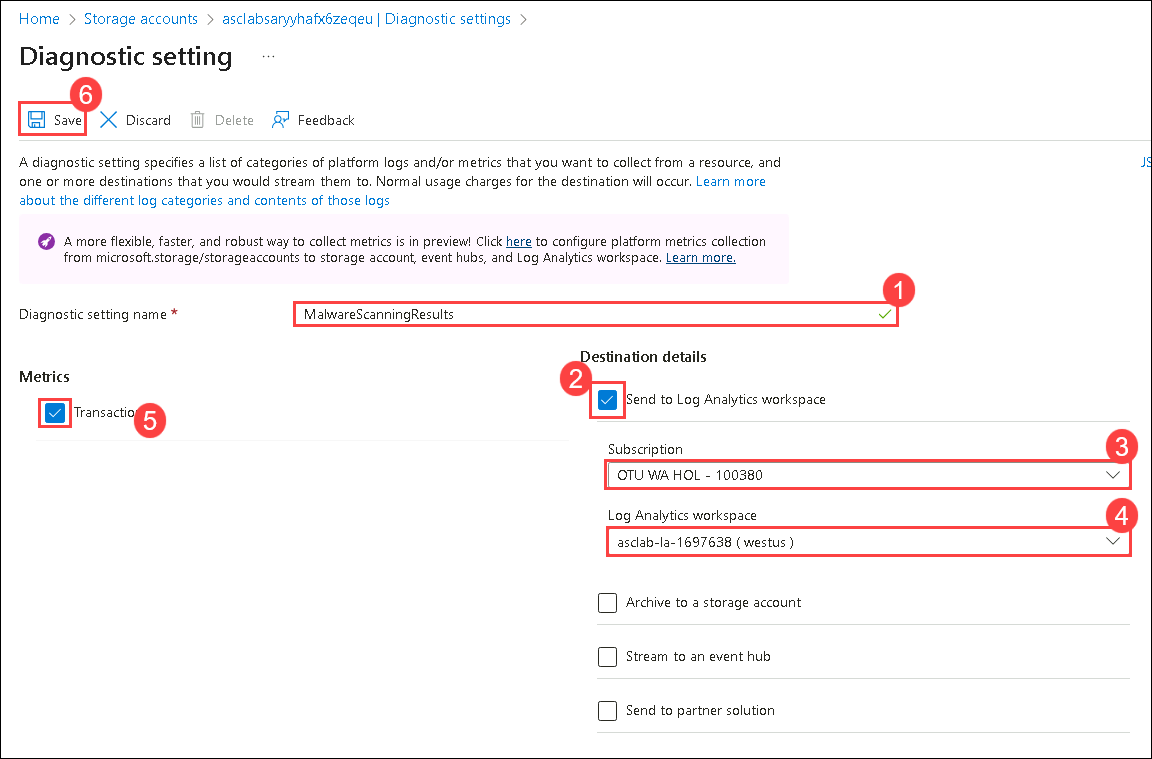 Home > Storage accounts > asclabsaryyhafx6zeqeu | Diagnostic settings >
Diagnostic setting ...
6
Save Discard Delete Feedback
A diagnostic setting specifies a list of categories of platform logs and/or metrics that you want to collect from a resource, and
one or more destinations that you would stream them to. Normal usage charges for the destination will occur. Learn more
about the different log categories and contents of those logs
JS
A more flexible, faster, and robust way to collect metrics is in preview! Click here to configure platform metrics collection
from microsoft.storage/storageaccounts to storage account, event hubs, and Log Analytics workspace. Learn more.
1
Diagnostic setting name * MalwareScanningResults
Metrics
5
Transactio
Destination details
2
Send to Log Analytics workspace
Subscription
3
OTU WA HOL - 100380
Log Analytics workspace
4
asclab-la-1697638 ( westus )
Archive to a storage account
Stream to an event hub
Send to partner solution